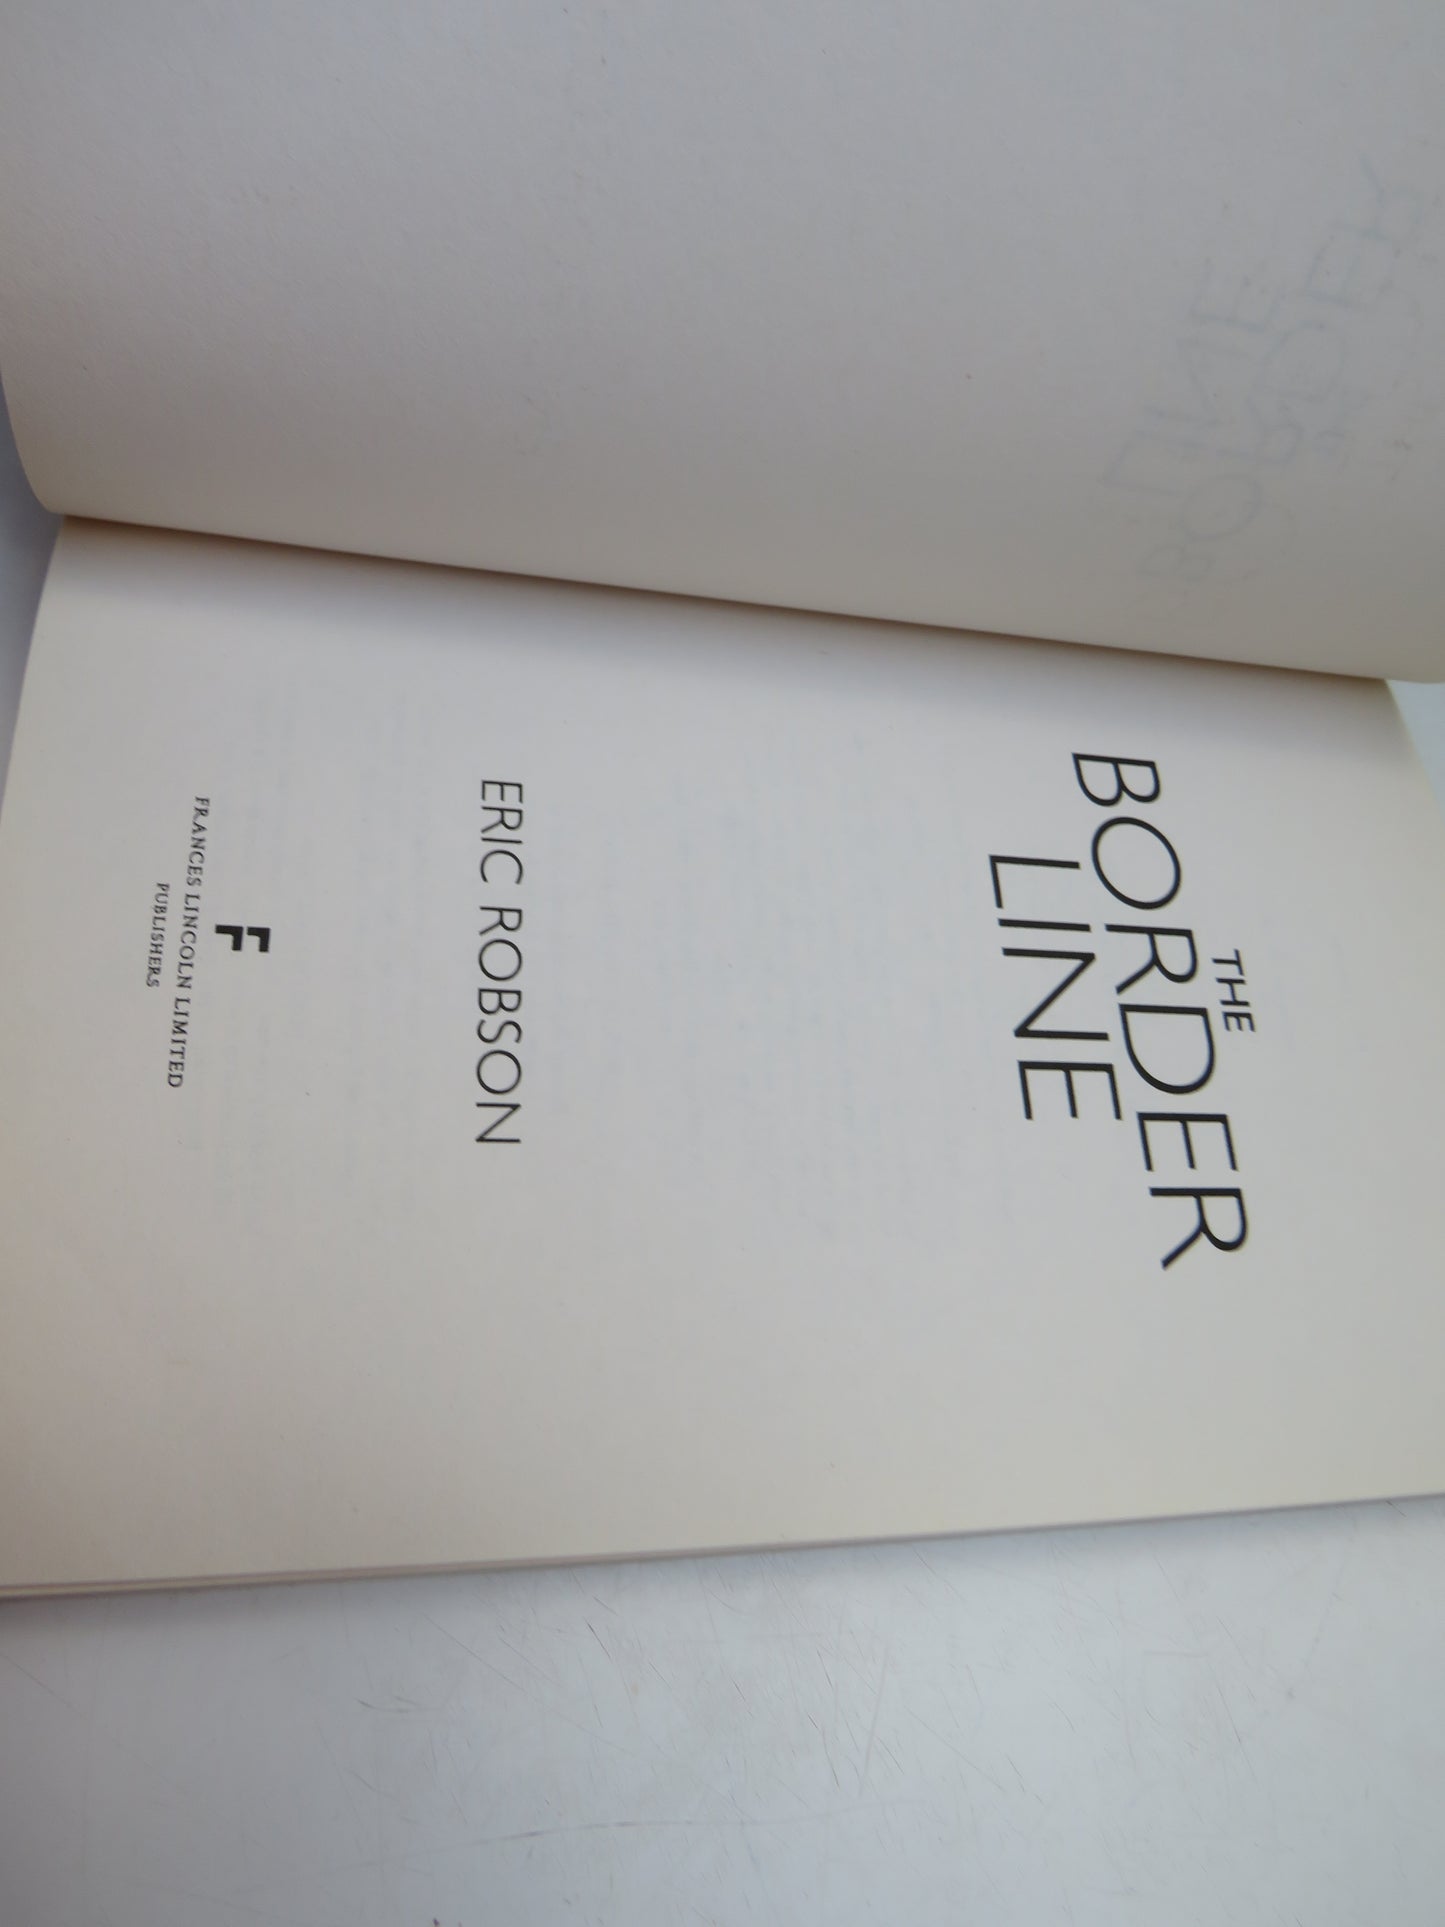 THE
BORDER
LINE
ERIC ROBSON
F
FRANCES LINCOLN LIMITED
PUBLISHERS